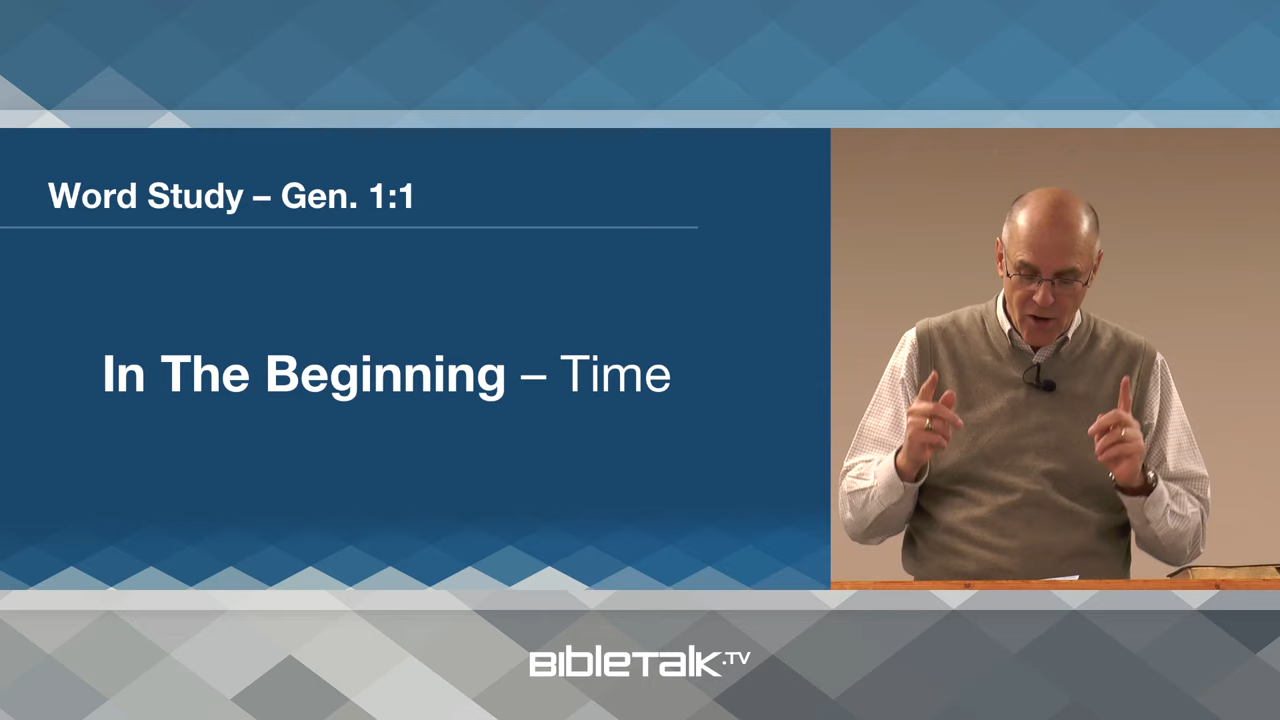 Word Study – Gen. 1:1
In The Beginning – Time
BIBLETALK.TV